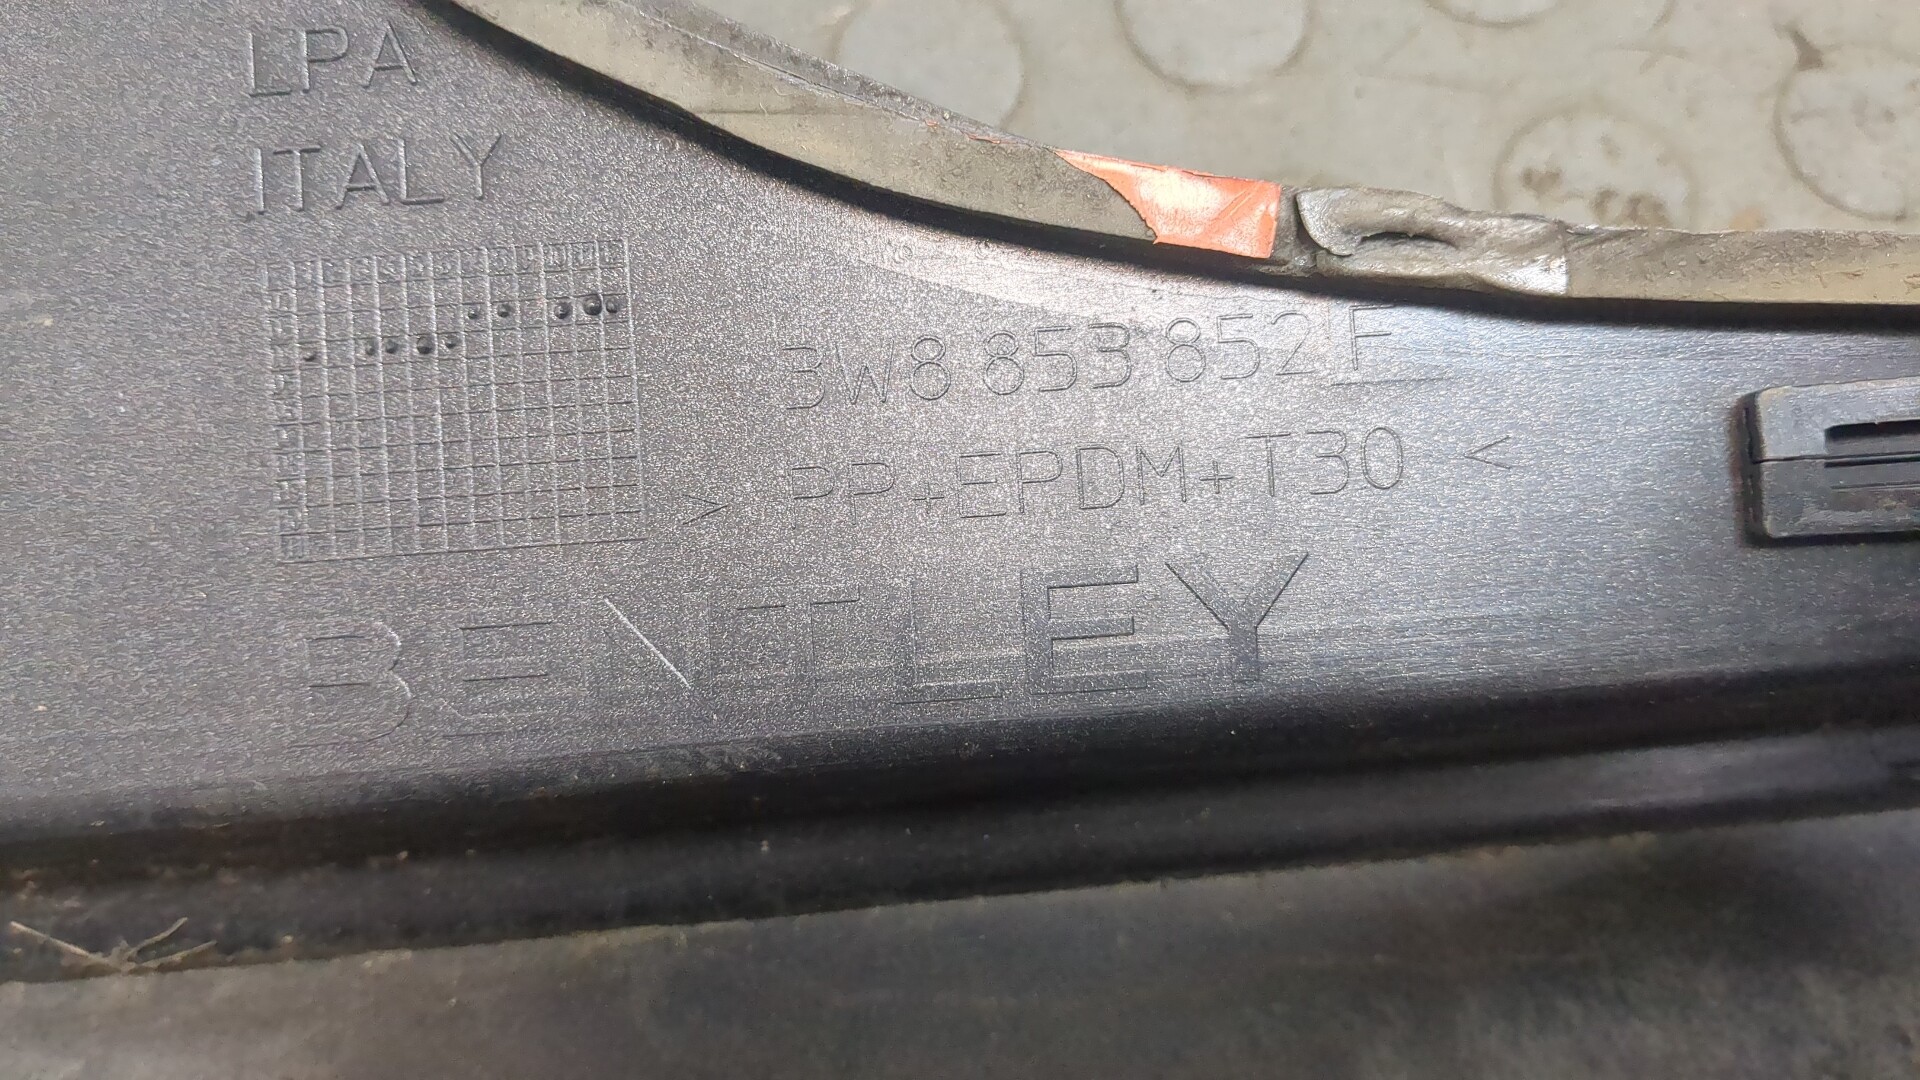 LPA
ITALY
3W8 853 852 F
> PP+EPDM+T30 <
BENTLEY